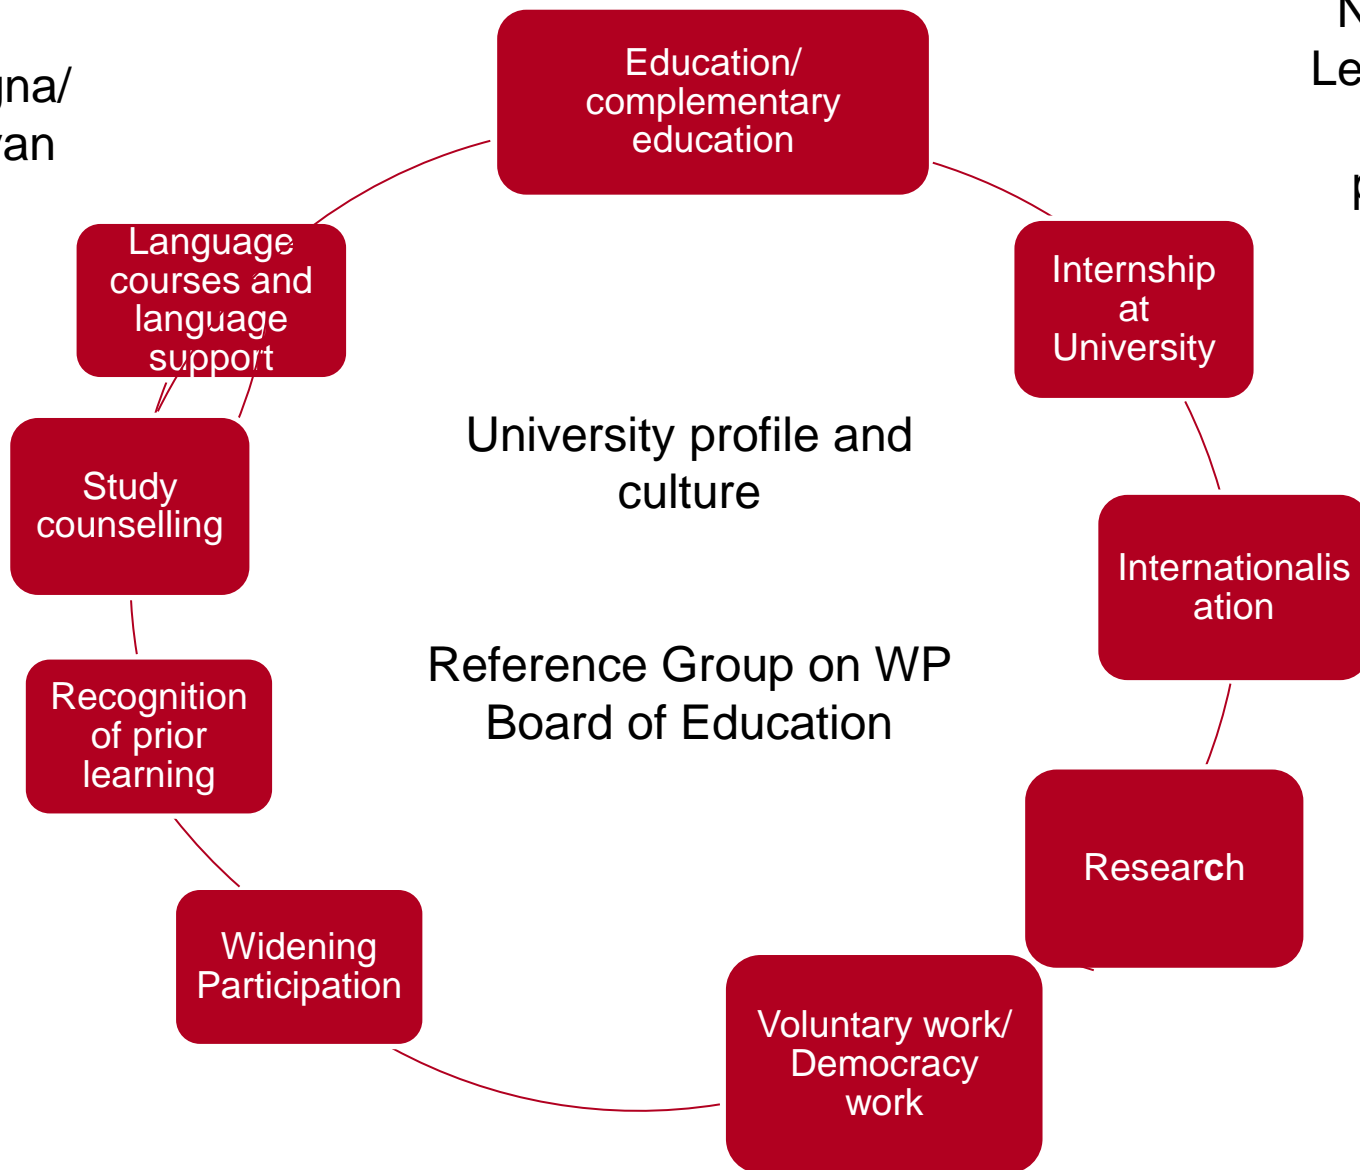 Education/
complementary
education
Language
courses and
language
support
Internship
at
University
University profile and
culture
Study
counselling
Internationalis
ation
Reference Group on WP
Board of Education
Recognition
of prior
learning
Research
Widening
Participation
Voluntary work/
Democracy
work